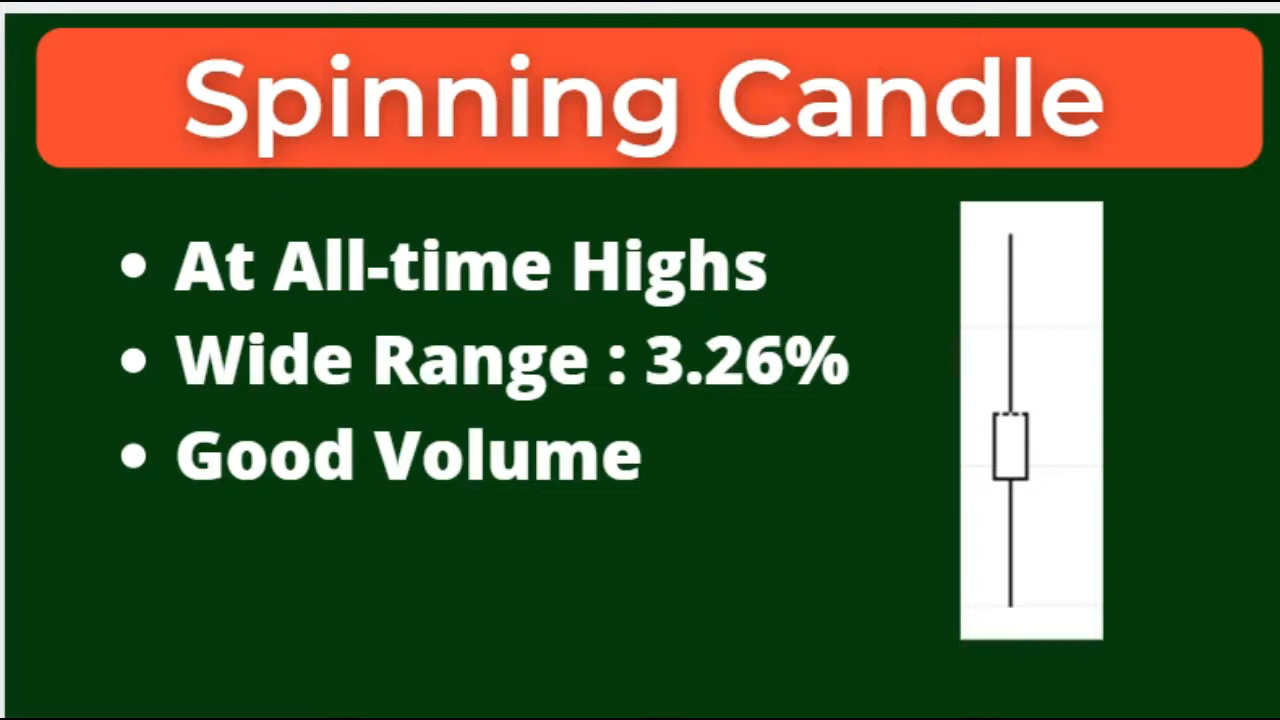 Spinning Candle
• At All-time Highs
• Wide Range : 3.26%
• Good Volume